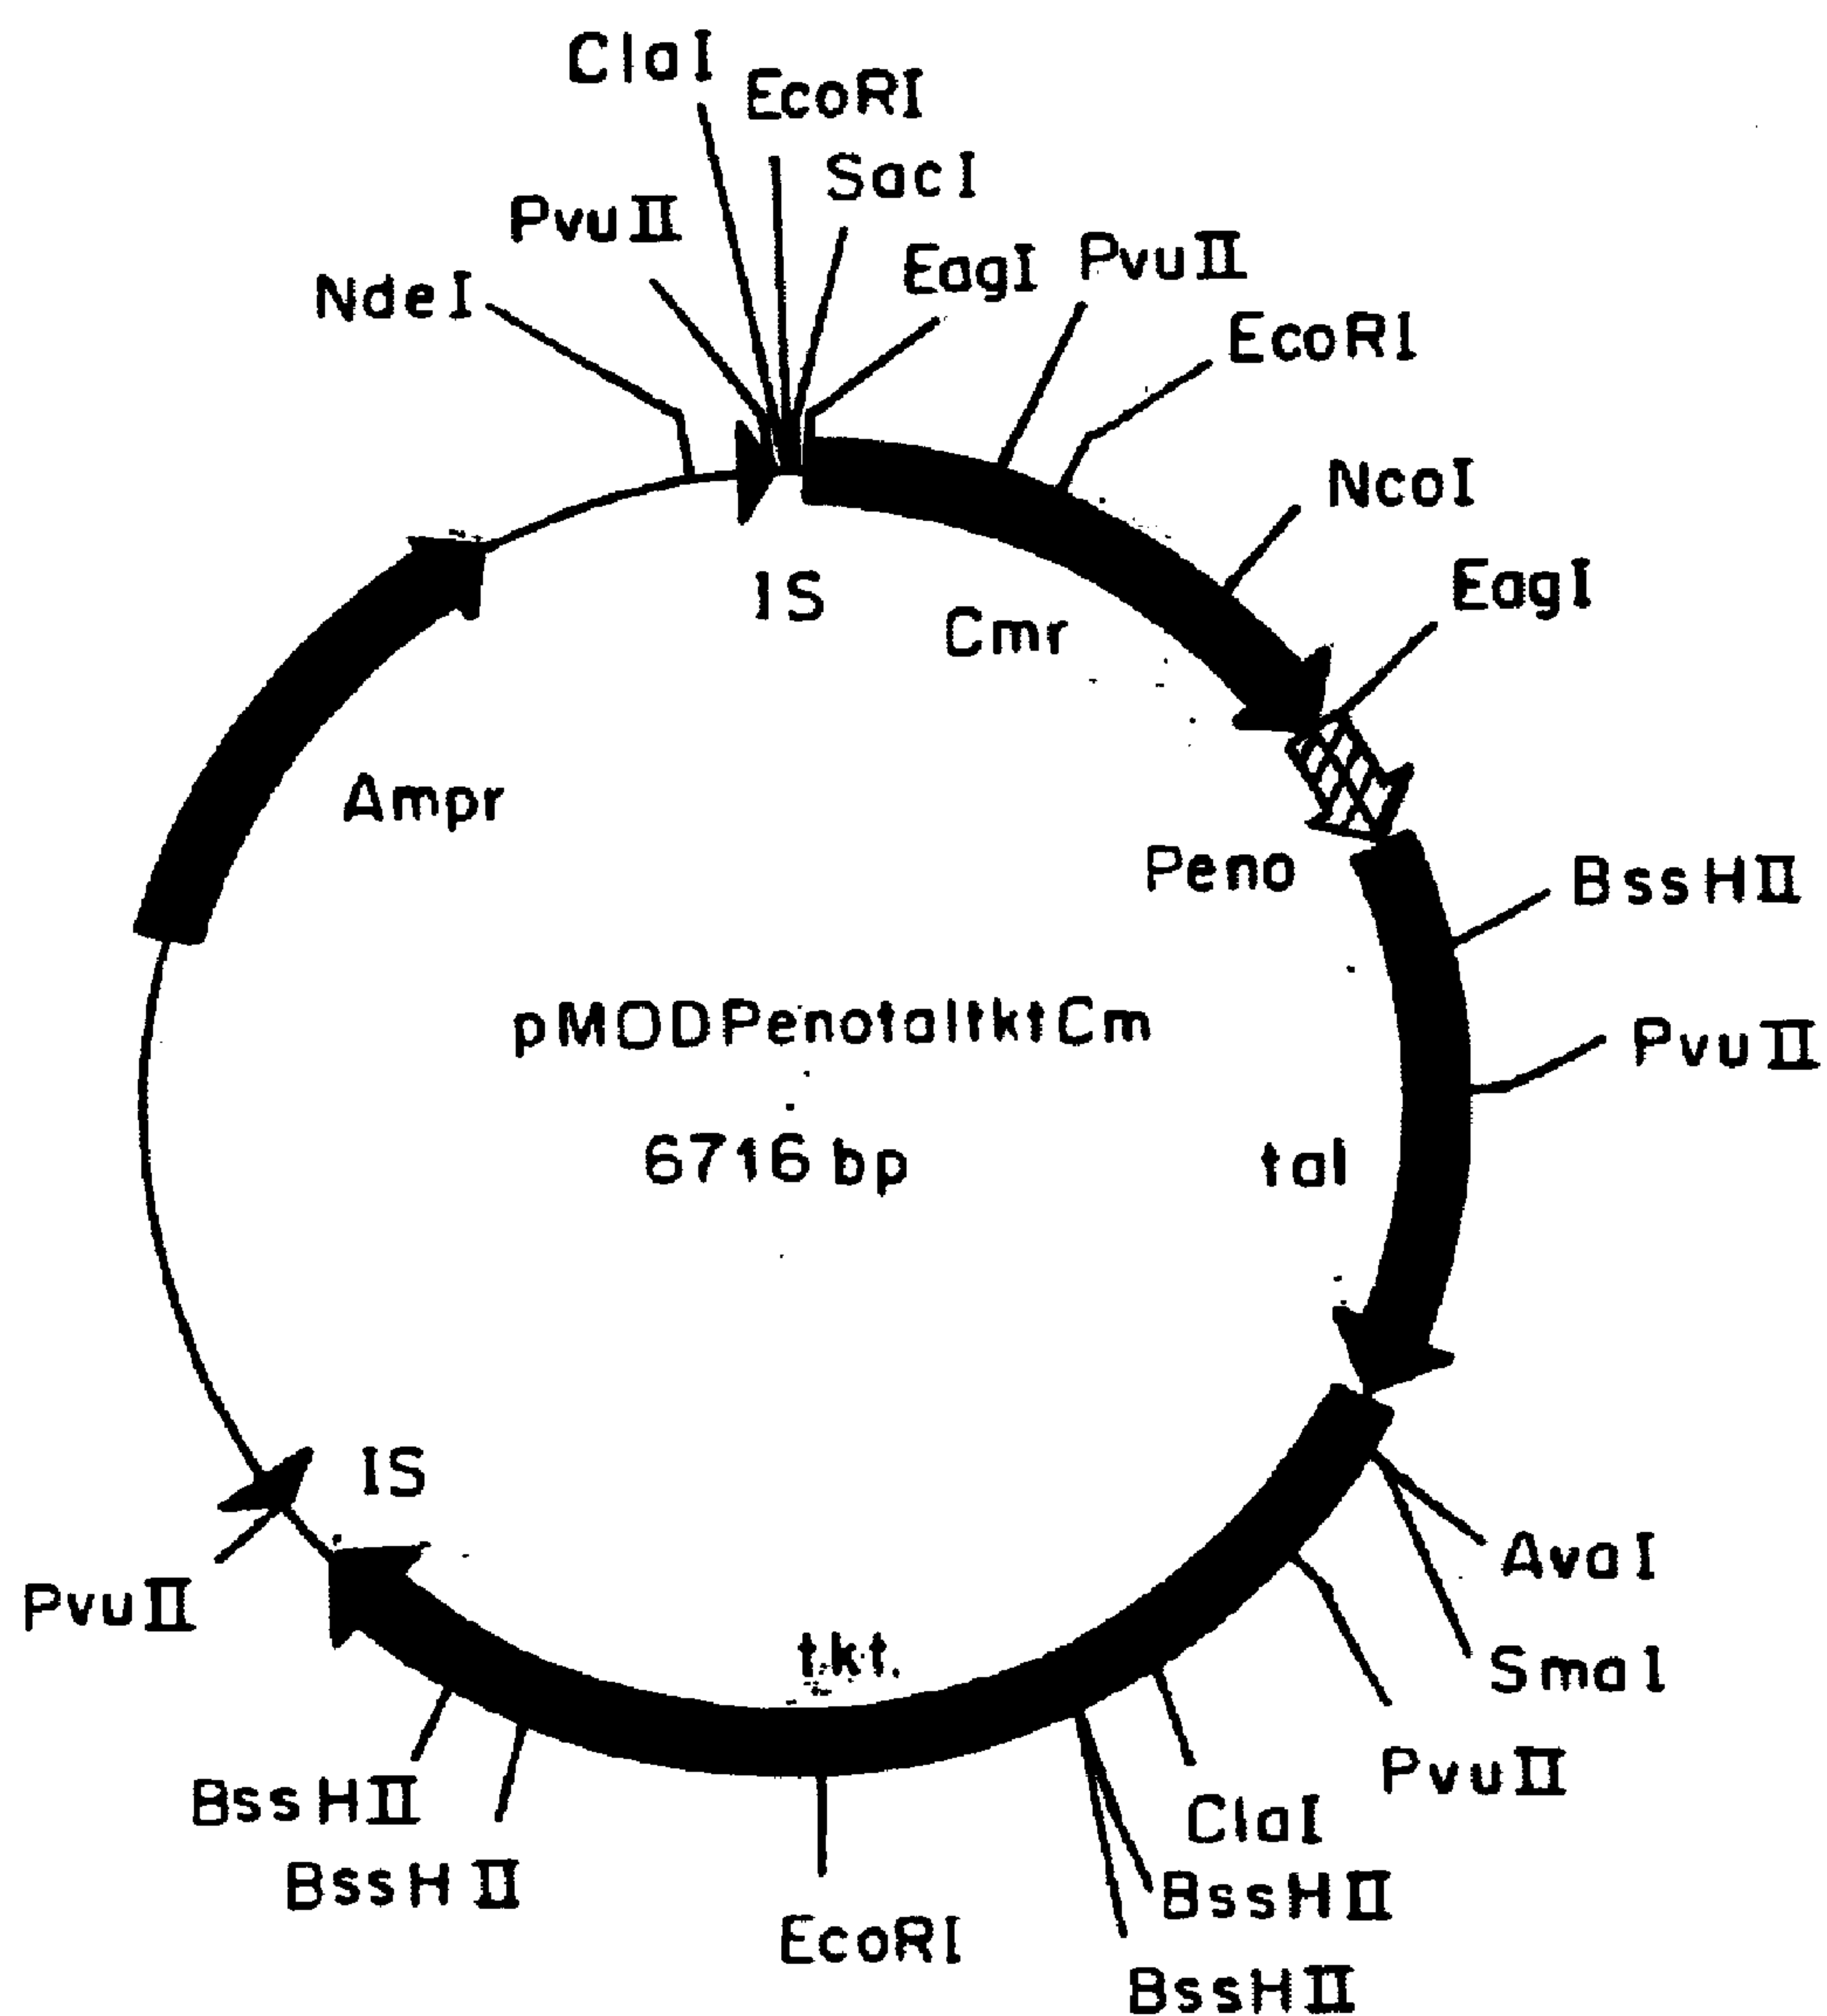 ClaI
EcoRI
SacI
PvuII
EagI
PvuII
NdeI
EcoRI
NcoI
EagI
IS
Cmr
Ampr
Peno
BssHII
pMODPenotaltktCm
PvuII
6716 bp
tal
IS
AvaI
PvuII
tkt.
SmaI
PvuII
BssHII
ClaI
BssHII
BssHII
EcoRI
BssHII